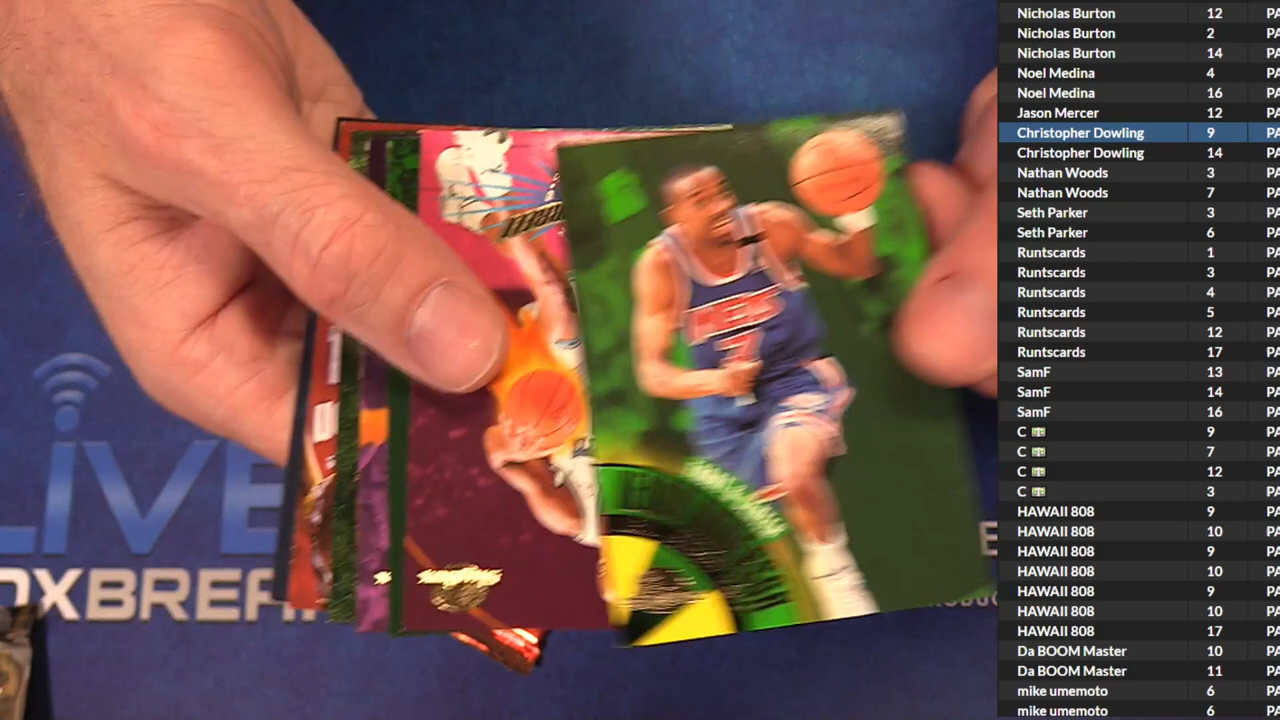 Nicholas Burton 12 PA
Nicholas Burton 2 PA
Nicholas Burton 14 PA
Noel Medina 4 PA
Noel Medina 16 PA
Jason Mercer 12 PA
Christopher Dowling 9 PA
Christopher Dowling 14 PA
Nathan Woods 3 PA
Nathan Woods 7 PA
Seth Parker 3 PA
Seth Parker 6 PA
Runtscards 1 PA
Runtscards 3 PA
Runtscards 4 PA
Runtscards 5 PA
Runtscards 12 PA
Runtscards 17 PA
SamF 13 PA
SamF 14 PA
SamF 16 PA
C 9 PA
C 7 PA
C 12 PA
C 3 PA
HAWAII 808 9 PA
HAWAII 808 10 PA
HAWAII 808 9 PA
HAWAII 808 10 PA
HAWAII 808 9 PA
HAWAII 808 10 PA
HAWAII 808 17 PA
Da BOOM Master 10 PA
Da BOOM Master 11 PA
mike umemoto 6 PA
mike umemoto 6 PA
NETS
7
LiVE
OXBREA